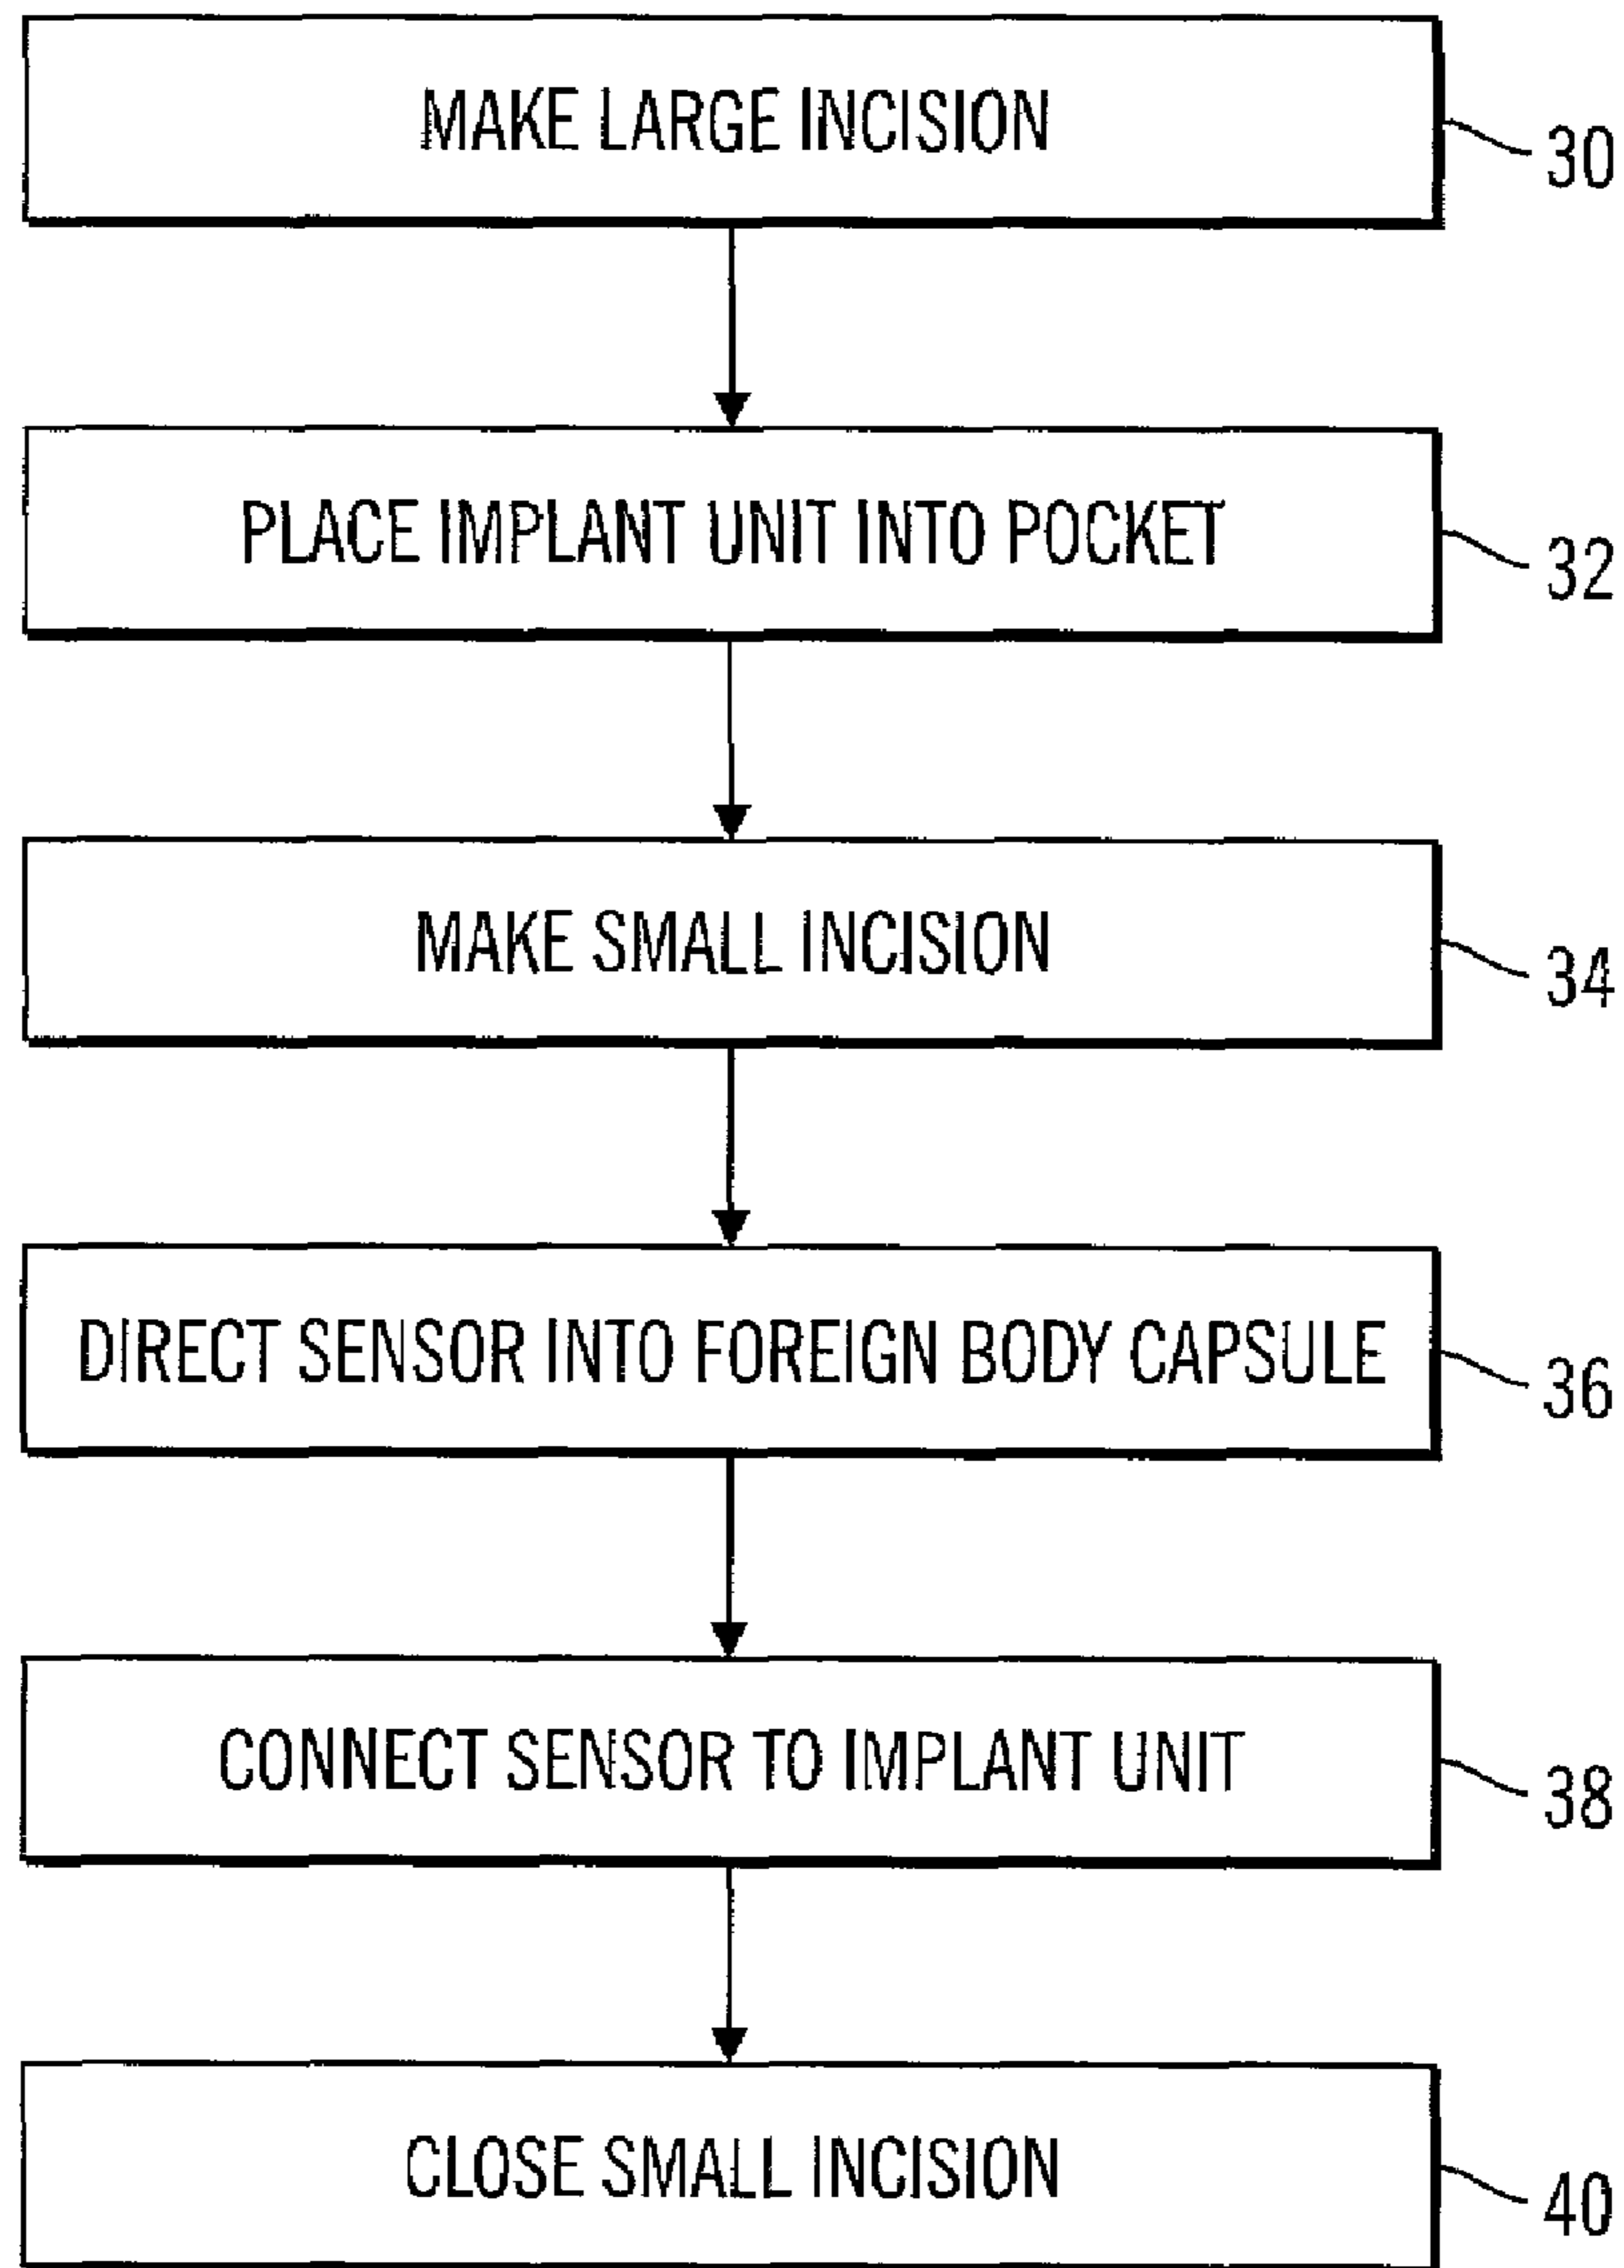 MAKE LARGE INCISION
30
PLACE IMPLANT UNIT INTO POCKET
32
MAKE SMALL INCISION
34
DIRECT SENSOR INTO FOREIGN BODY CAPSULE
36
CONNECT SENSOR TO IMPLANT UNIT
38
CLOSE SMALL INCISION
40